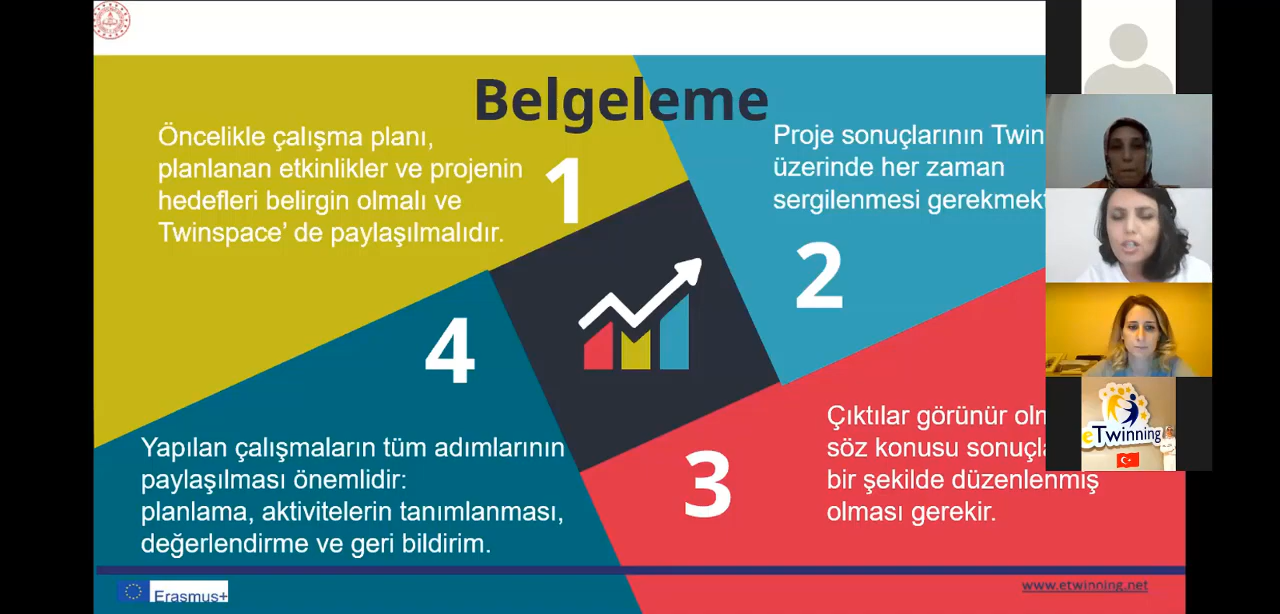 Belgeleme
Öncelikle çalışma planı,
planlanan etkinlikler ve projenin
hedefleri belirgin olmalı ve
Twinspace’ de paylaşılmalıdır.
1
Proje sonuçlarının
üzerinde her zaman
sergilenmesi
2
Çıktılar görünür
söz konusu
bir şekilde düzenlenmiş
olması gerekir.
3
4
Yapılan çalışmaların tüm adımlarının
paylaşılması önemlidir:
planlama, aktivitelerin tanımlanması,
değerlendirme ve geri bildirim.
eTwinning
Erasmus+
www.etwinning.net